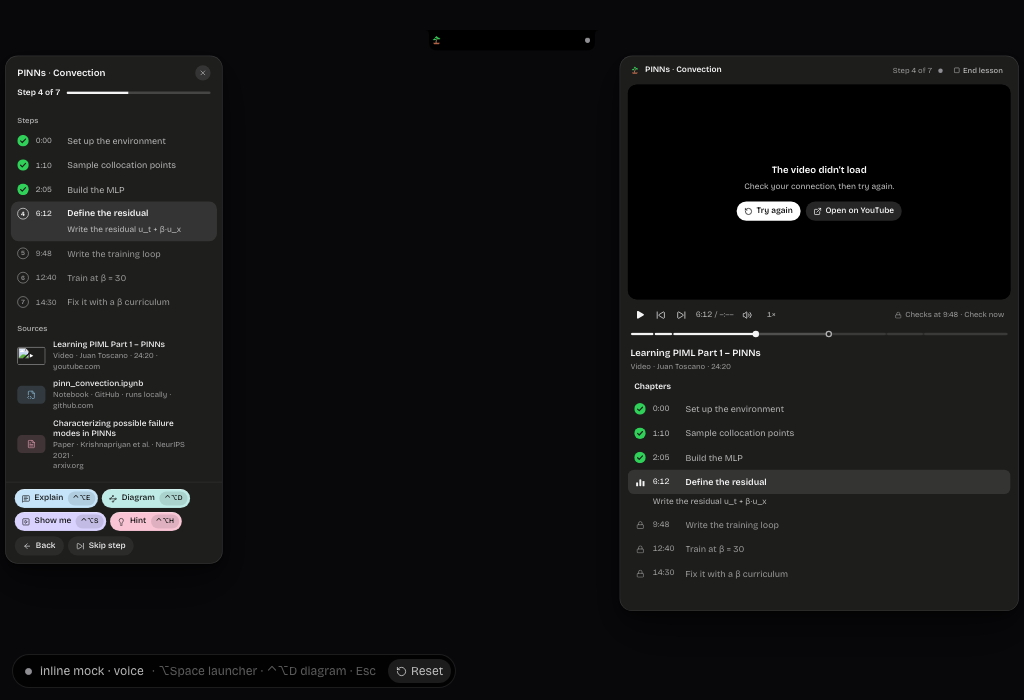 PINNs · Convection
Step 4 of 7
Steps
0:00 Set up the environment
1:10 Sample collocation points
2:05 Build the MLP
4 6:12 Define the residual
Write the residual u_t + β·u_x
5 9:48 Write the training loop
6 12:40 Train at β = 30
7 14:30 Fix it with a β curriculum
Sources
Learning PIML Part 1 – PINNs
Video · Juan Toscano · 24:20 ·
youtube.com
pinn_convection.ipynb
Notebook · GitHub · runs locally ·
github.com
Characterizing possible failure
modes in PINNs
Paper · Krishnapriyan et al. · NeurIPS
2021 ·
arxiv.org
Explain ^⌥E
Diagram ^⌥D
Show me ^⌥S
Hint ^⌥H
Back
Skip step
PINNs · Convection
Step 4 of 7
End lesson
The video didn't load
Check your connection, then try again.
Try again
Open on YouTube
6:12 / –:––
1×
Checks at 9:48 · Check now
Learning PIML Part 1 – PINNs
Video · Juan Toscano · 24:20
Chapters
0:00 Set up the environment
1:10 Sample collocation points
2:05 Build the MLP
6:12 Define the residual
Write the residual u_t + β·u_x
9:48 Write the training loop
12:40 Train at β = 30
14:30 Fix it with a β curriculum
inline mock · voice · ⌥Space launcher · ^⌥D diagram · Esc
Reset